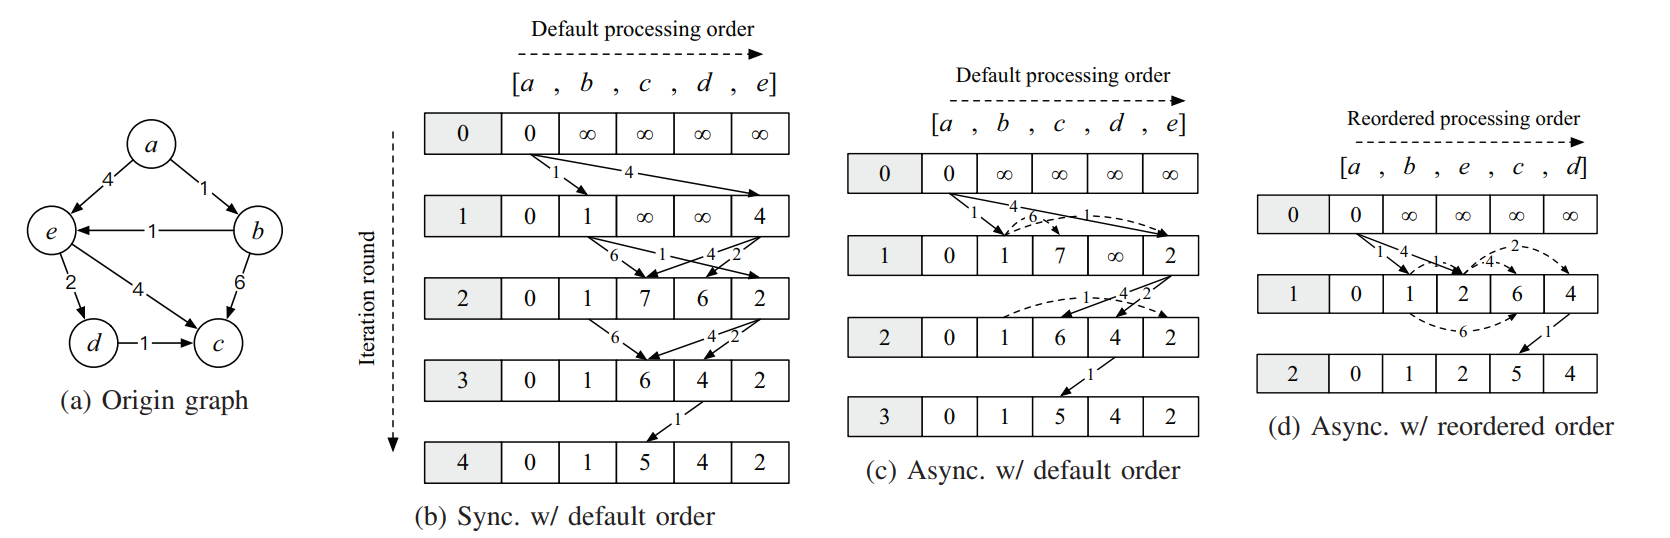 a
4
1
e
1
b
2
4
6
d
1
c
(a) Origin graph
Default processing order
[a , b , c , d , e]
Iteration round
0 0 ∞ ∞ ∞ ∞
1 4
1 0 1 ∞ ∞ 4
6 1 4 2
2 0 1 7 6 2
6 4 2
3 0 1 6 4 2
1
4 0 1 5 4 2
(b) Sync. w/ default order
Default processing order
[a , b , c , d , e]
0 0 ∞ ∞ ∞ ∞
1 4 6 1
1 0 1 7 ∞ 2
1 4 2
2 0 1 6 4 2
1
3 0 1 5 4 2
(c) Async. w/ default order
Reordered processing order
[a , b , e , c , d]
0 0 ∞ ∞ ∞ ∞
1 4 1 4 2
1 0 1 2 6 4
6 1
2 0 1 2 5 4
(d) Async. w/ reordered order